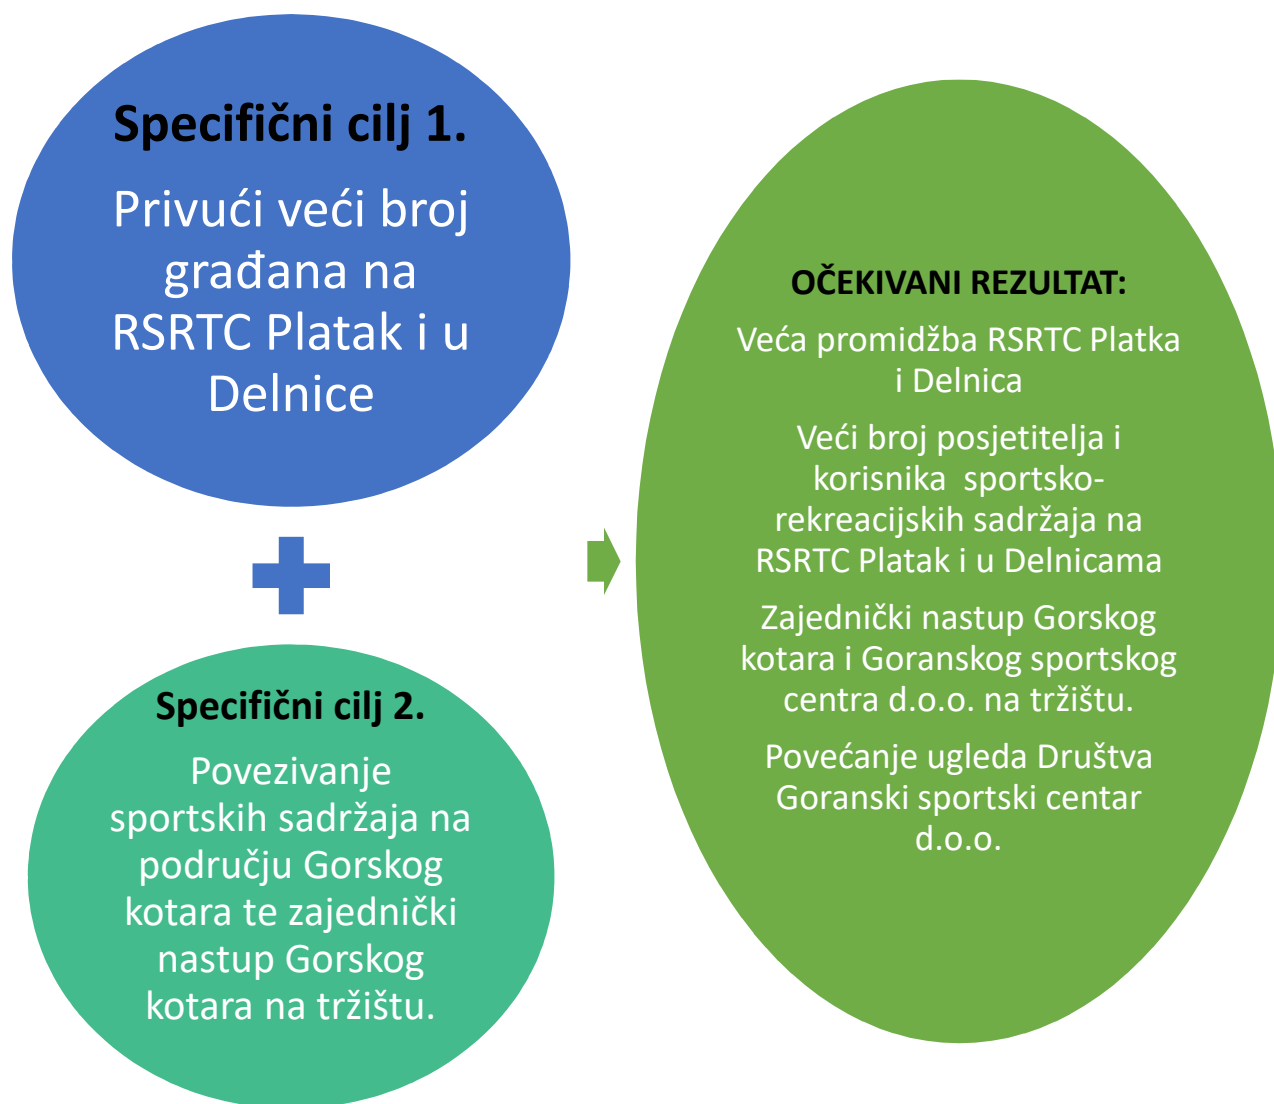 Specifični cilj 1.
Privući veći broj
građana na
RSRTC Platak i u
Delnice
Specifični cilj 2.
Povezivanje
sportskih sadržaja na
području Gorskog
kotara te zajednički
nastup Gorskog
kotara na tržištu.
OČEKIVANI REZULTAT:
Veća promidžba RSRTC Platka
i Delnica
Veći broj posjetitelja i
korisnika  sportsko-
rekreacijskih sadržaja na
RSRTC Platak i u Delnicama
Zajednički nastup Gorskog
kotara i Goranskog sportskog
centra d.o.o. na tržištu.
Povećanje ugleda Društva
Goranski sportski centar
d.o.o.